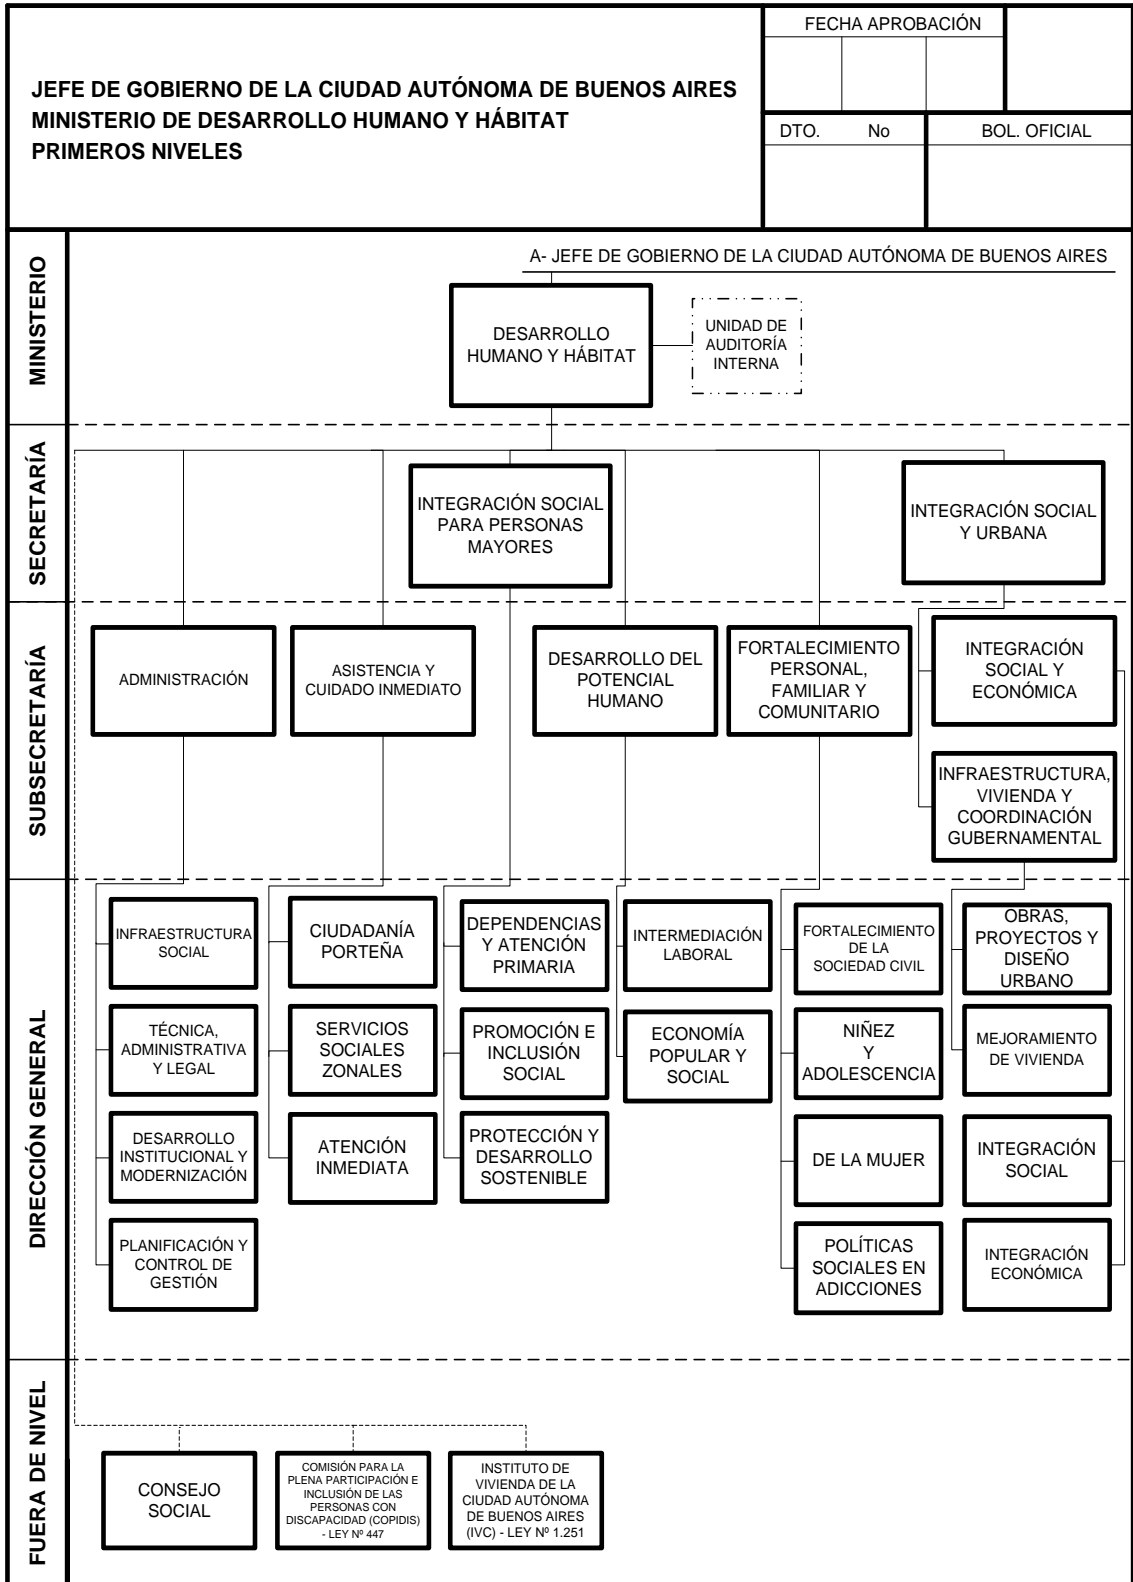 JEFE DE GOBIERNO DE LA CIUDAD AUTÓNOMA DE BUENOS AIRES
MINISTERIO DE DESARROLLO HUMANO Y HÁBITAT
PRIMEROS NIVELES
FECHA APROBACIÓN
DTO. No
BOL. OFICIAL
MINISTERIO
A- JEFE DE GOBIERNO DE LA CIUDAD AUTÓNOMA DE BUENOS AIRES
DESARROLLO
HUMANO Y HÁBITAT
UNIDAD DE
AUDITORÍA
INTERNA
SECRETARÍA
INTEGRACIÓN SOCIAL
PARA PERSONAS
MAYORES
INTEGRACIÓN SOCIAL
Y URBANA
SUBSECRETARÍA
ADMINISTRACIÓN
ASISTENCIA Y
CUIDADO INMEDIATO
DESARROLLO DEL
POTENCIAL
HUMANO
FORTALECIMIENTO
PERSONAL,
FAMILIAR Y
COMUNITARIO
INTEGRACIÓN
SOCIAL Y
ECONÓMICA
INFRAESTRUCTURA,
VIVIENDA Y
COORDINACIÓN
GUBERNAMENTAL
DIRECCIÓN GENERAL
INFRAESTRUCTURA
SOCIAL
CIUDADANÍA
PORTEÑA
DEPENDENCIAS
Y ATENCIÓN
PRIMARIA
INTERMEDIACIÓN
LABORAL
FORTALECIMIENTO
DE LA
SOCIEDAD CIVIL
OBRAS,
PROYECTOS Y
DISEÑO
URBANO
TÉCNICA,
ADMINISTRATIVA
Y LEGAL
SERVICIOS
SOCIALES
ZONALES
PROMOCIÓN E
INCLUSIÓN
SOCIAL
ECONOMÍA
POPULAR Y
SOCIAL
NIÑEZ
Y
ADOLESCENCIA
MEJORAMIENTO
DE VIVIENDA
DESARROLLO
INSTITUCIONAL Y
MODERNIZACIÓN
ATENCIÓN
INMEDIATA
PROTECCIÓN Y
DESARROLLO
SOSTENIBLE
DE LA MUJER
INTEGRACIÓN
SOCIAL
PLANIFICACIÓN Y
CONTROL DE
GESTIÓN
POLÍTICAS
SOCIALES EN
ADICCIONES
INTEGRACIÓN
ECONÓMICA
FUERA DE NIVEL
CONSEJO
SOCIAL
COMISIÓN PARA LA
PLENA PARTICIPACIÓN E
INCLUSIÓN DE LAS
PERSONAS CON
DISCAPACIDAD (COPIDIS)
- LEY Nº 447
INSTITUTO DE
VIVIENDA DE LA
CIUDAD AUTÓNOMA
DE BUENOS AIRES
(IVC) - LEY Nº 1.251